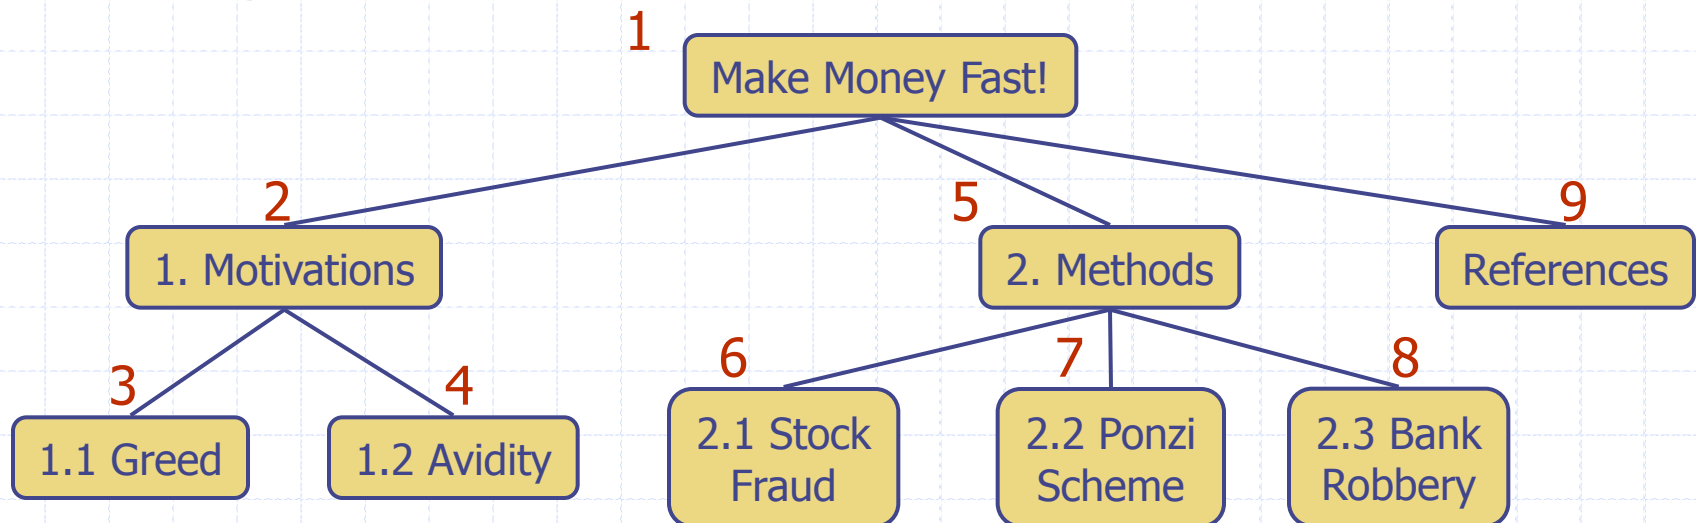 1
Make Money Fast!
2
5
9
1. Motivations
2. Methods
References
3
4
6
7
8
1.1 Greed
1.2 Avidity
2.1 Stock
Fraud
2.2 Ponzi
Scheme
2.3 Bank
Robbery